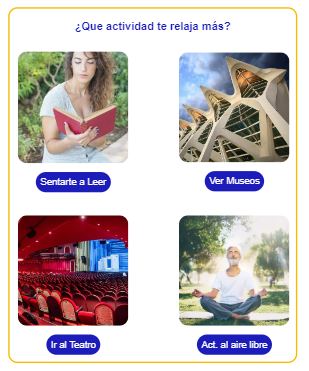 ¿Que actividad te relaja más?
Sentarte a Leer
Ver Museos
Ir al Teatro
Act. al aire libre